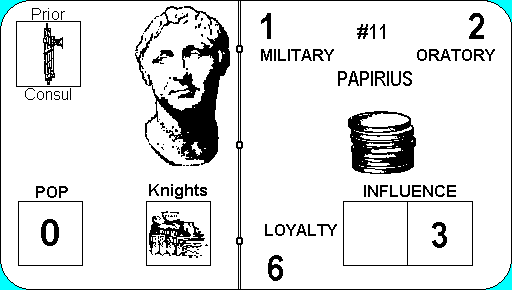 Prior
Consul
POP
0
Knights
1
MILITARY
#11
2
ORATORY
PAPIRIUS
INFLUENCE
3
LOYALTY
6